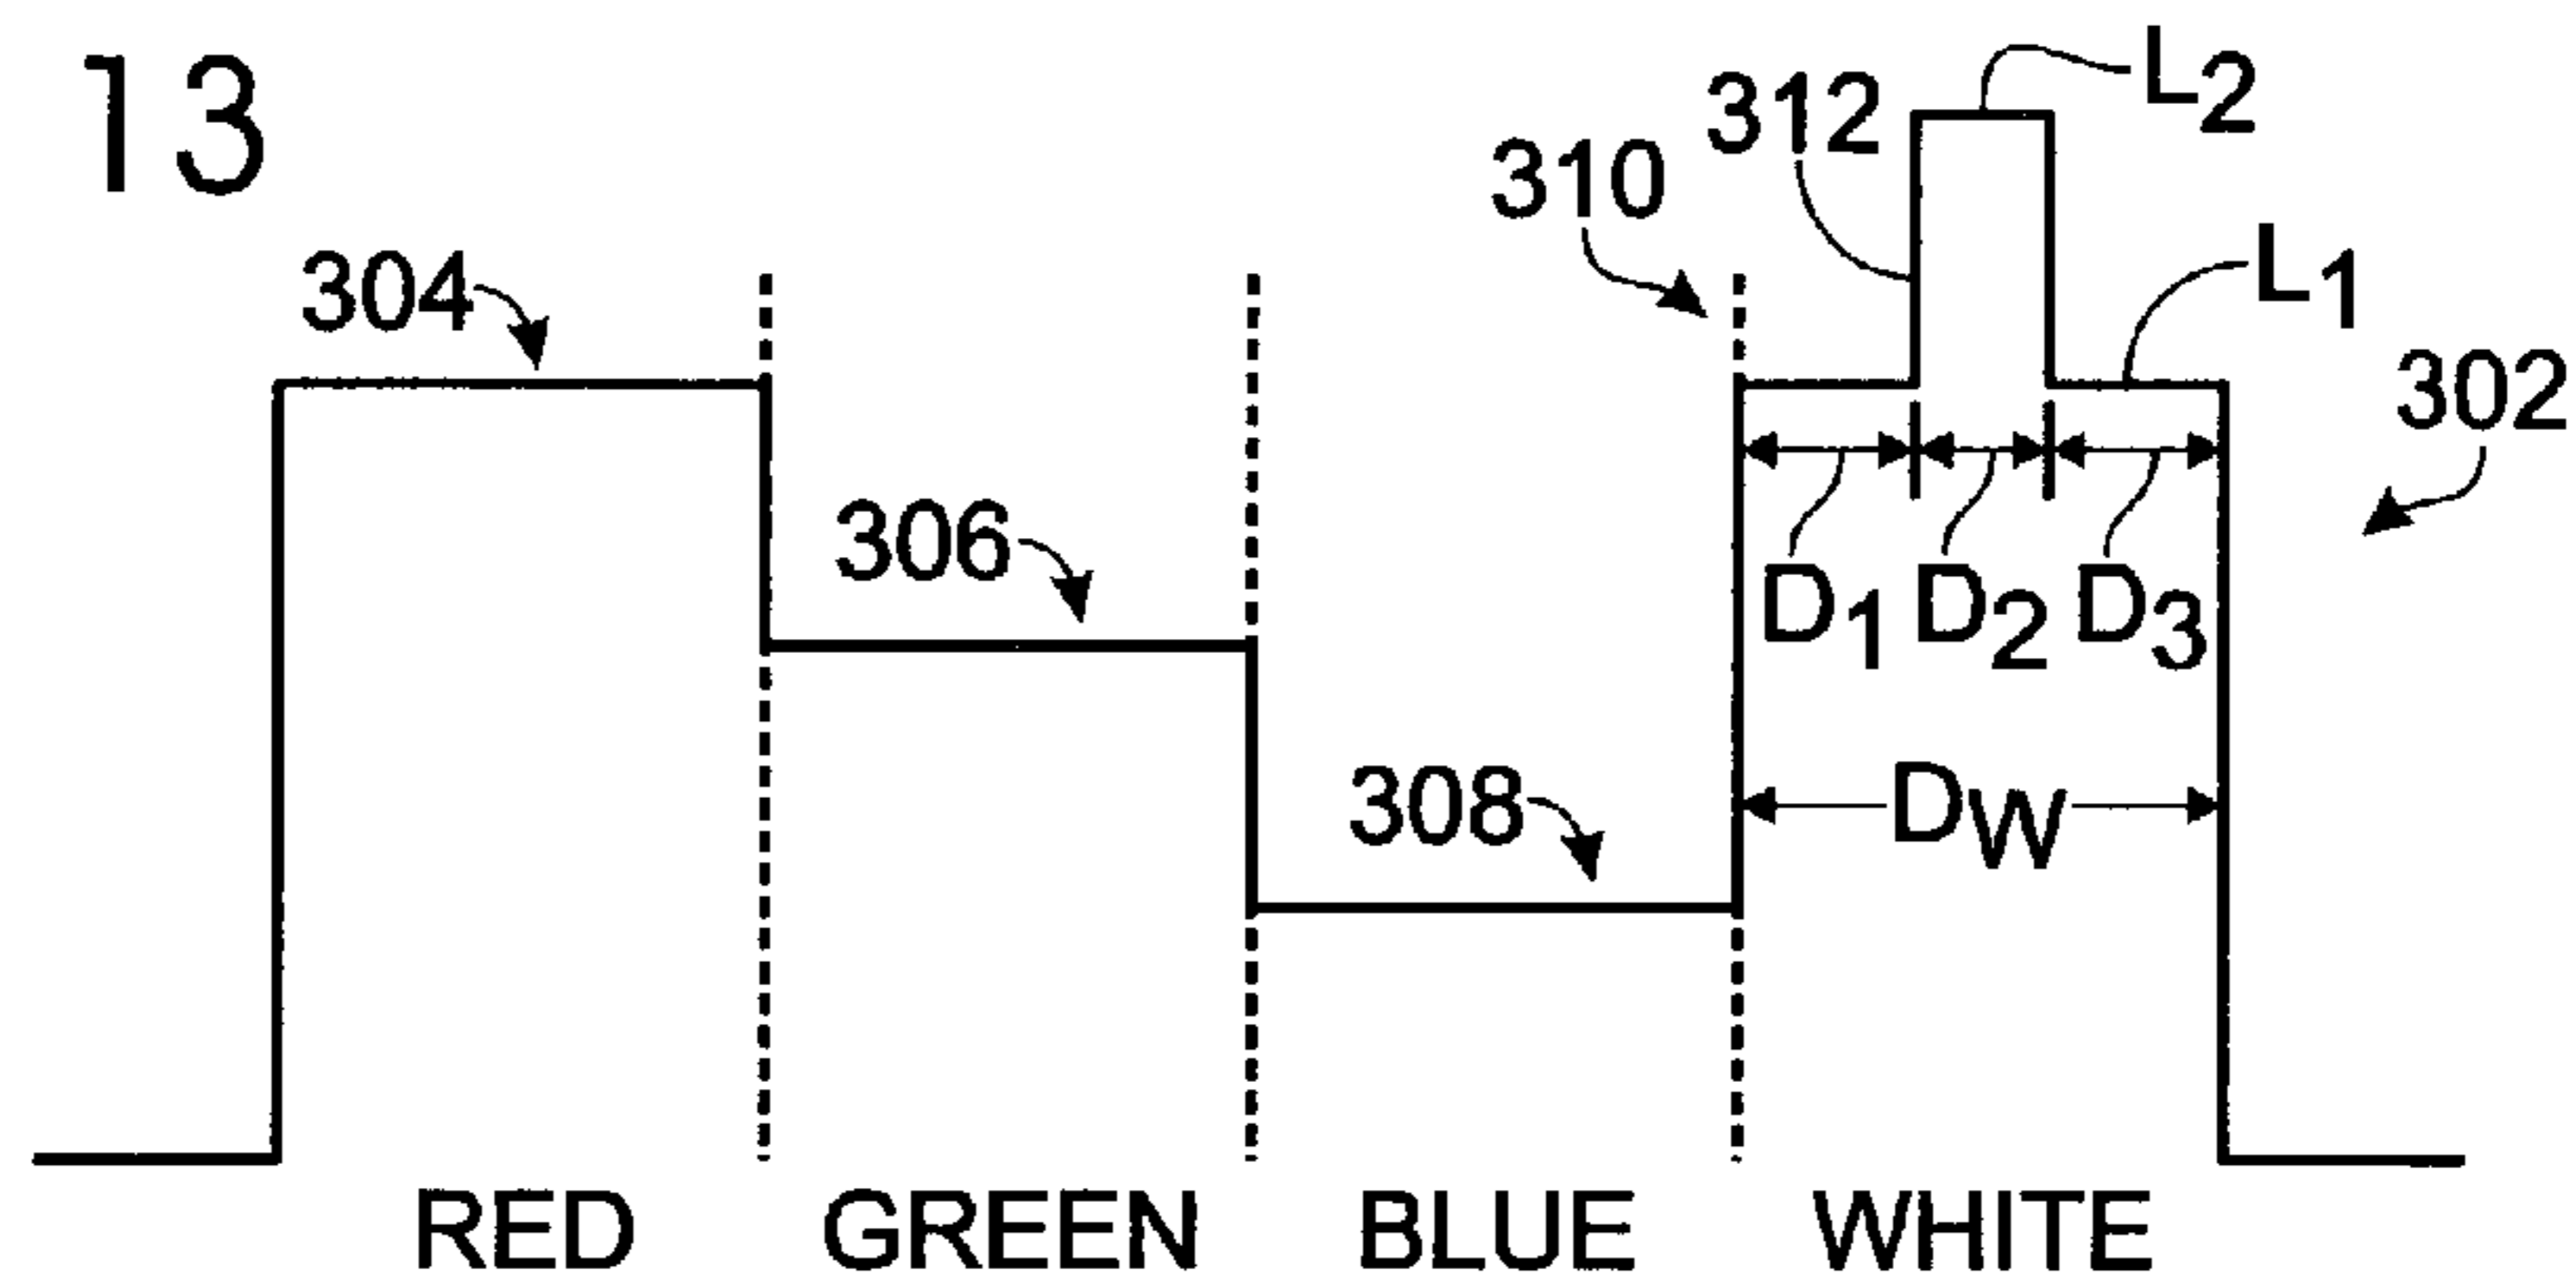 13
L2
312
310
L1
304
302
306
D1 D2 D3
308
DW
RED GREEN BLUE WHITE